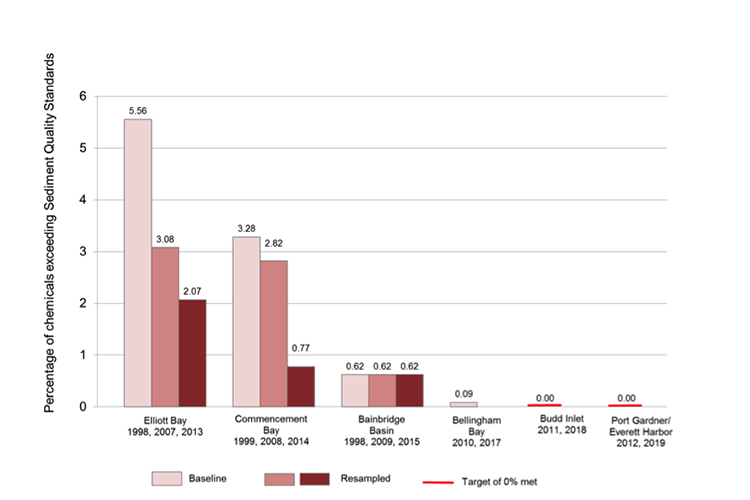 Percentage of chemicals exceeding Sediment Quality Standards
6
5
4
3
2
1
0
5.56
3.08
2.07
3.28
2.82
0.77
0.62
0.62
0.62
0.09
0.00
0.00
Elliott Bay
1998, 2007, 2013
Commencement
Bay
1999, 2008, 2014
Bainbridge
Basin
1998, 2009, 2015
Bellingham
Bay
2010, 2017
Budd Inlet
2011, 2018
Port Gardner/
Everett Harbor
2012, 2019
Baseline
Resampled
Target of 0% met